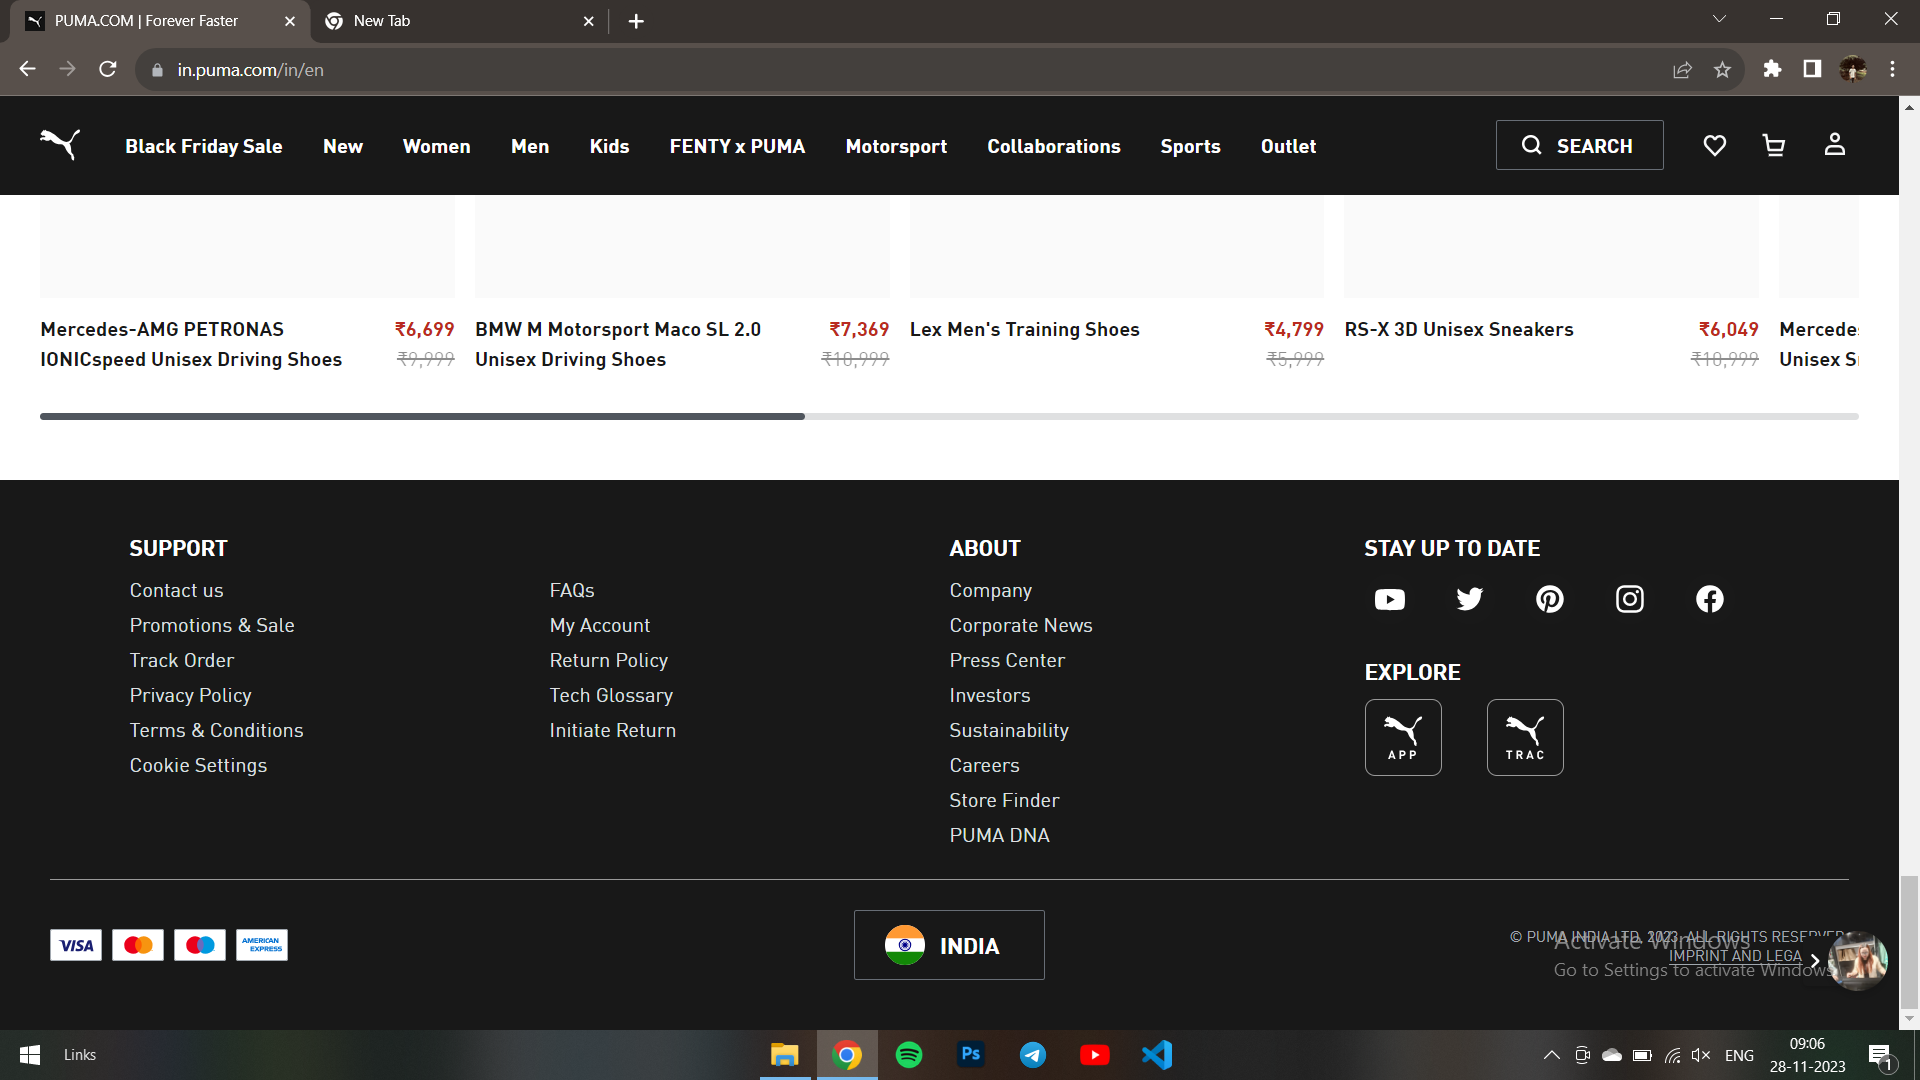 PUMA.COM | Forever Faster
New Tab
in.puma.com/in/en
Black Friday Sale
New
Women
Men
Kids
FENTY x PUMA
Motorsport
Collaborations
Sports
Outlet
SEARCH
Mercedes-AMG PETRONAS
IONICspeed Unisex Driving Shoes
₹6,699
₹9,999
BMW M Motorsport Maco SL 2.0
Unisex Driving Shoes
₹7,369
₹10,999
Lex Men's Training Shoes
₹4,799
₹5,999
RS-X 3D Unisex Sneakers
₹6,049
₹10,999
Mercede
Unisex S
SUPPORT
Contact us
Promotions & Sale
Track Order
Privacy Policy
Terms & Conditions
Cookie Settings
FAQs
My Account
Return Policy
Tech Glossary
Initiate Return
ABOUT
Company
Corporate News
Press Center
Investors
Sustainability
Careers
Store Finder
PUMA DNA
STAY UP TO DATE
EXPLORE
APP
TRAC
VISA
AMERICAN
EXPRESS
INDIA
© PUMA INDIA LTD, 2023. ALL RIGHTS RESERVED
IMPRINT AND LEGA
Activate Windows
Go to Settings to activate Windows
Links
Ps
ENG
09:06
28-11-2023
1